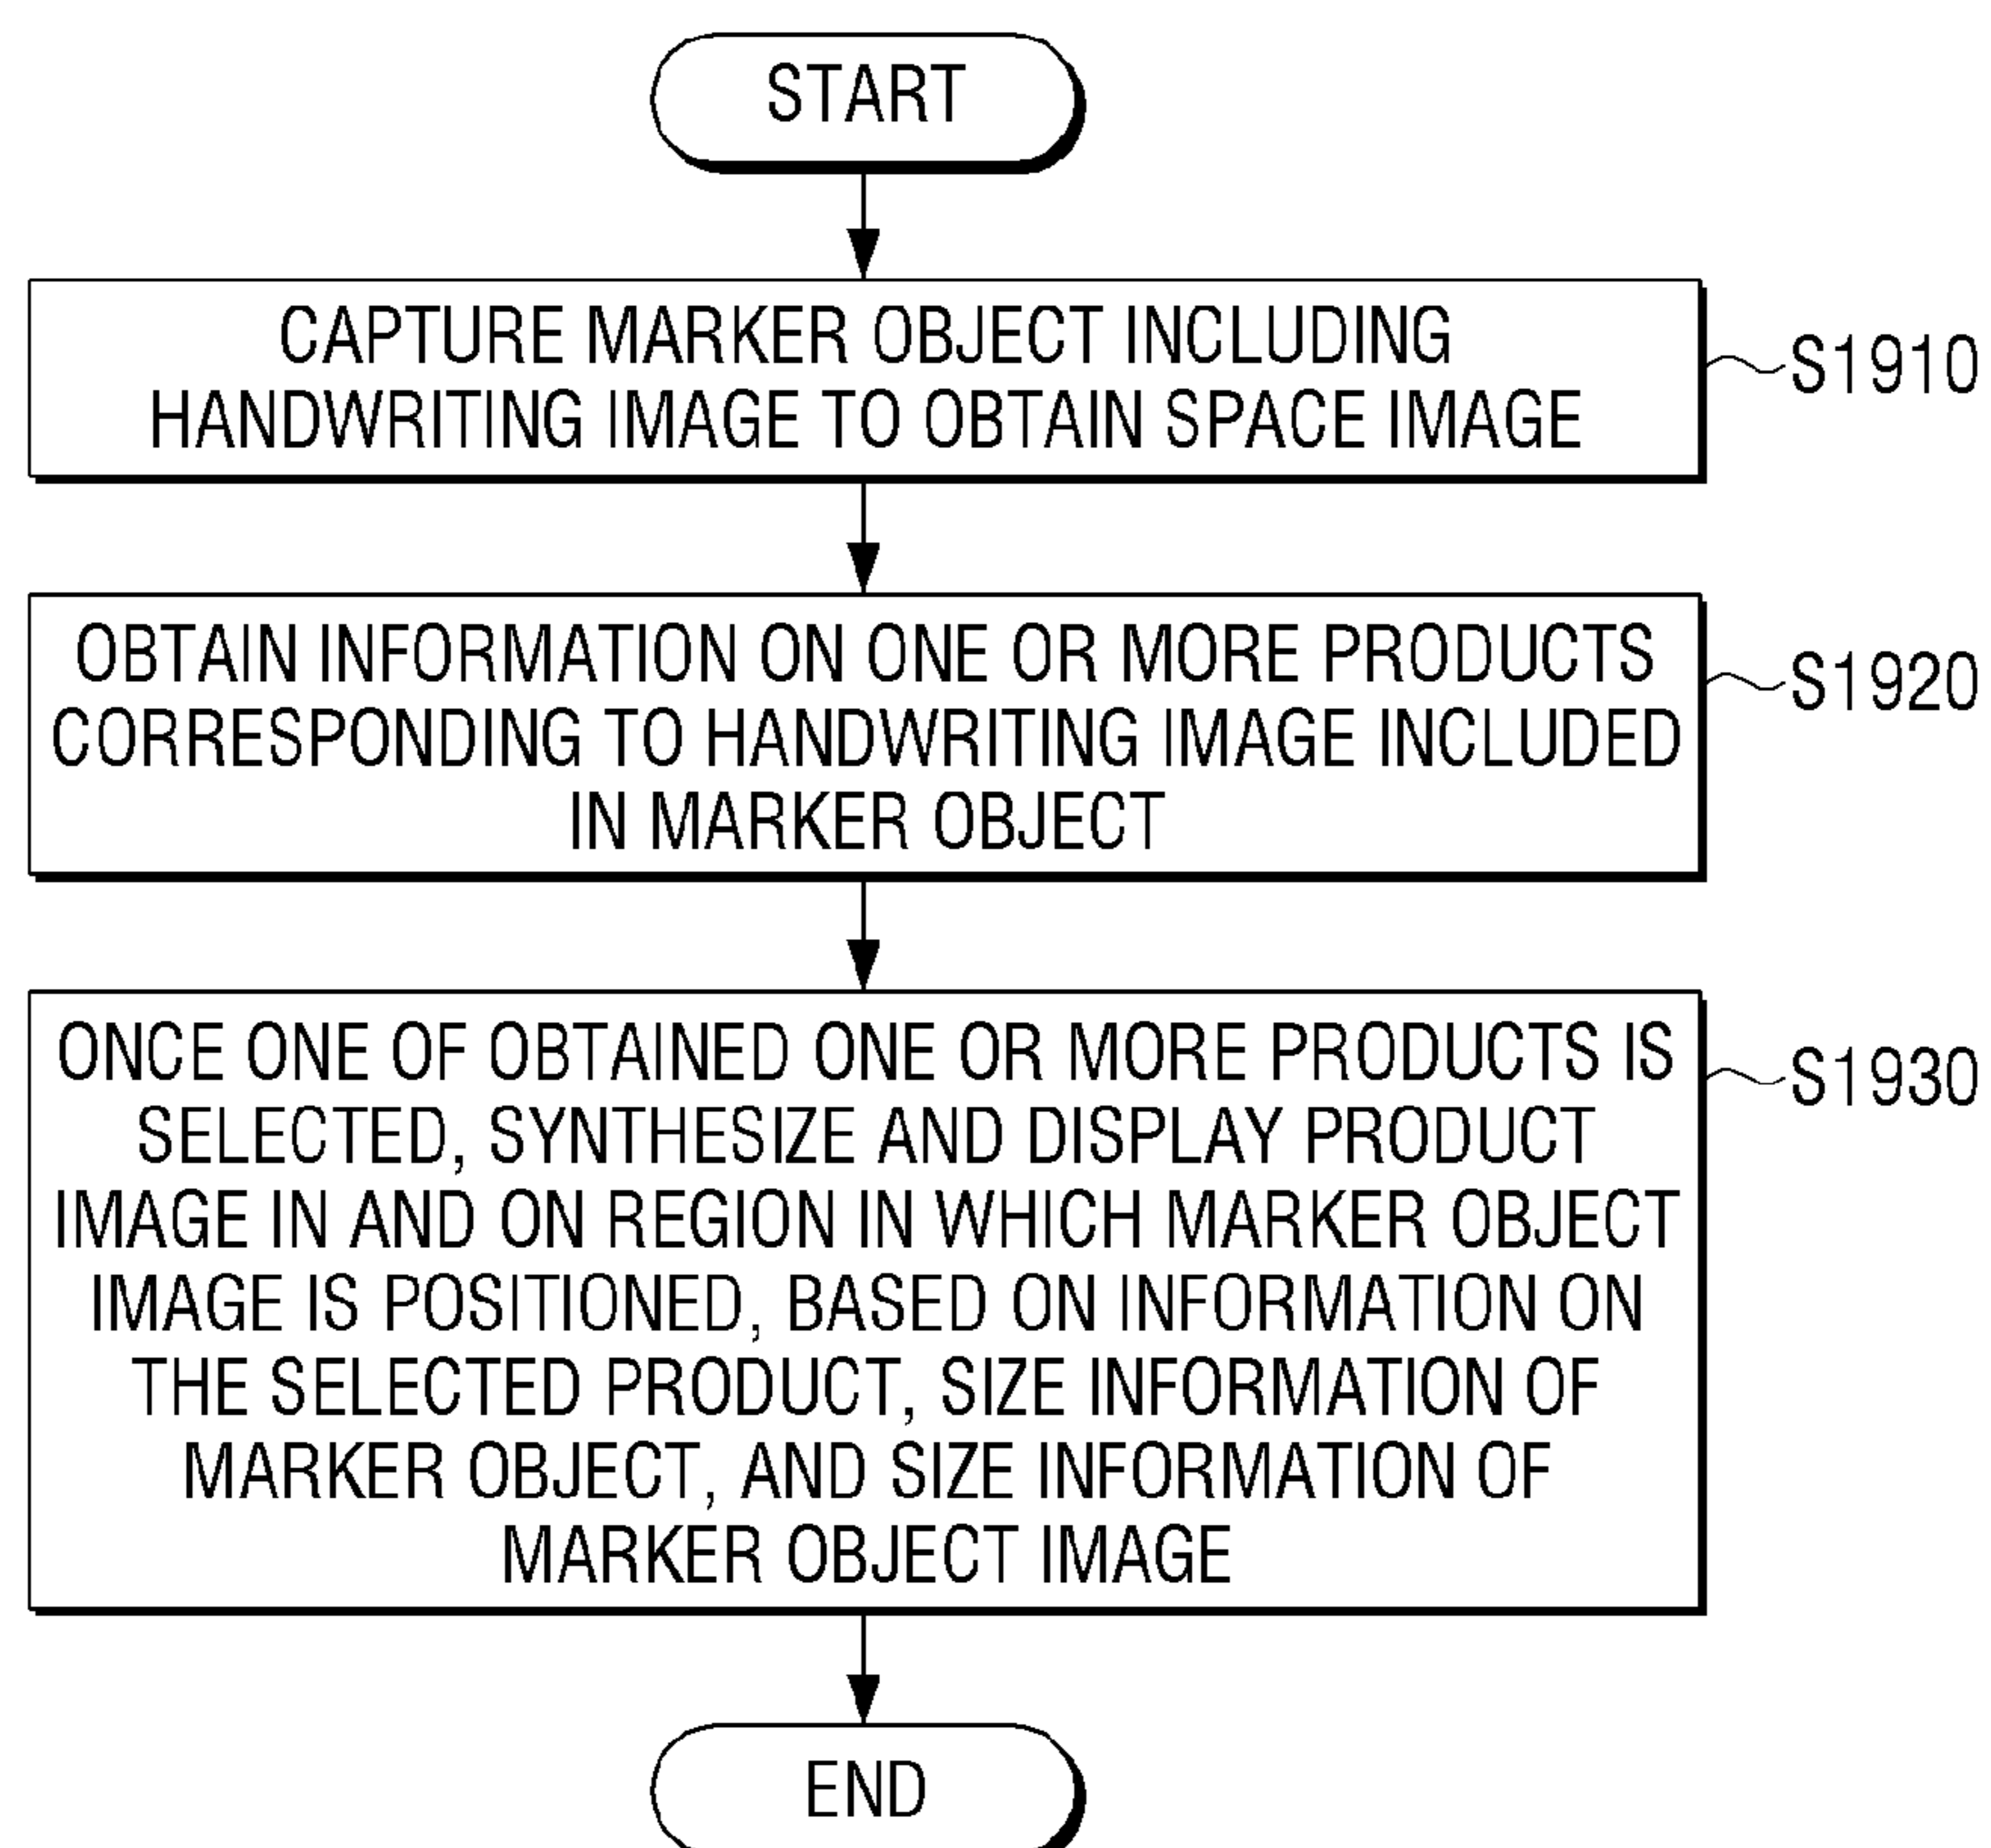 START
CAPTURE MARKER OBJECT INCLUDING
HANDWRITING IMAGE TO OBTAIN SPACE IMAGE
S1910
OBTAIN INFORMATION ON ONE OR MORE PRODUCTS
CORRESPONDING TO HANDWRITING IMAGE INCLUDED
IN MARKER OBJECT
S1920
ONCE ONE OF OBTAINED ONE OR MORE PRODUCTS IS
SELECTED, SYNTHESIZE AND DISPLAY PRODUCT
IMAGE IN AND ON REGION IN WHICH MARKER OBJECT
IMAGE IS POSITIONED, BASED ON INFORMATION ON
THE SELECTED PRODUCT, SIZE INFORMATION OF
MARKER OBJECT, AND SIZE INFORMATION OF
MARKER OBJECT IMAGE
S1930
END